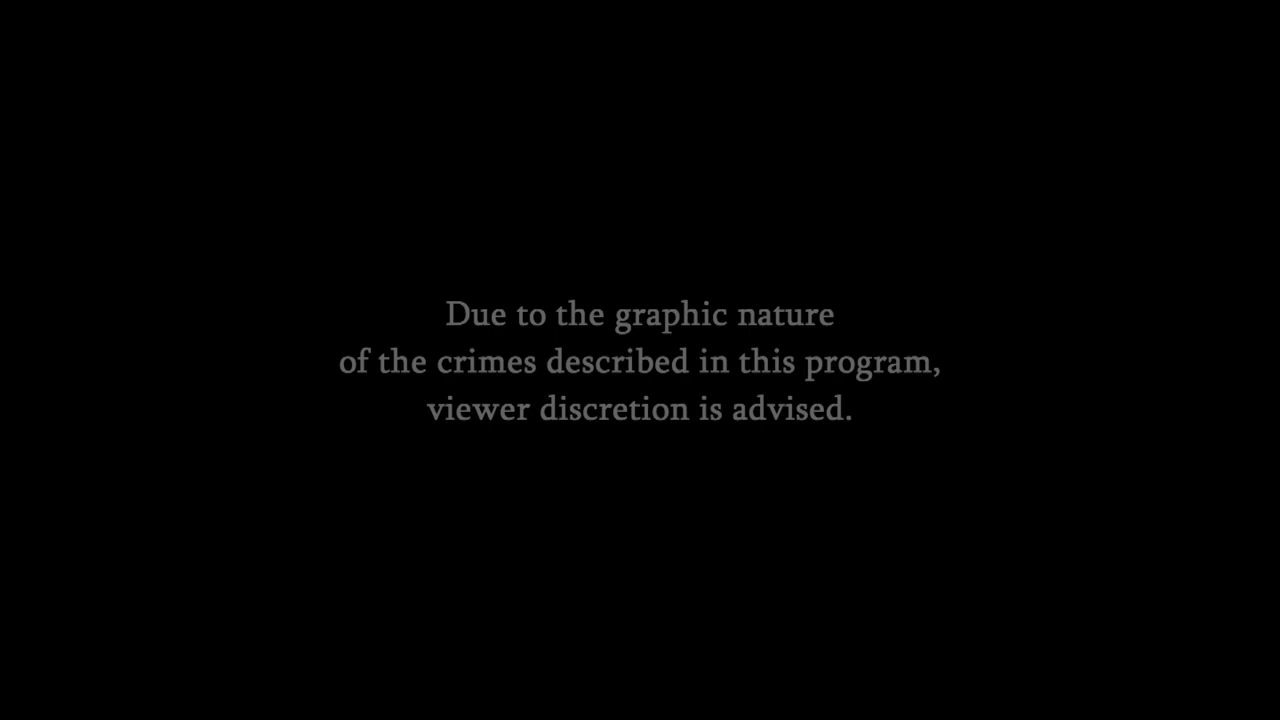 Due to the graphic nature
of the crimes described in this program,
viewer discretion is advised.